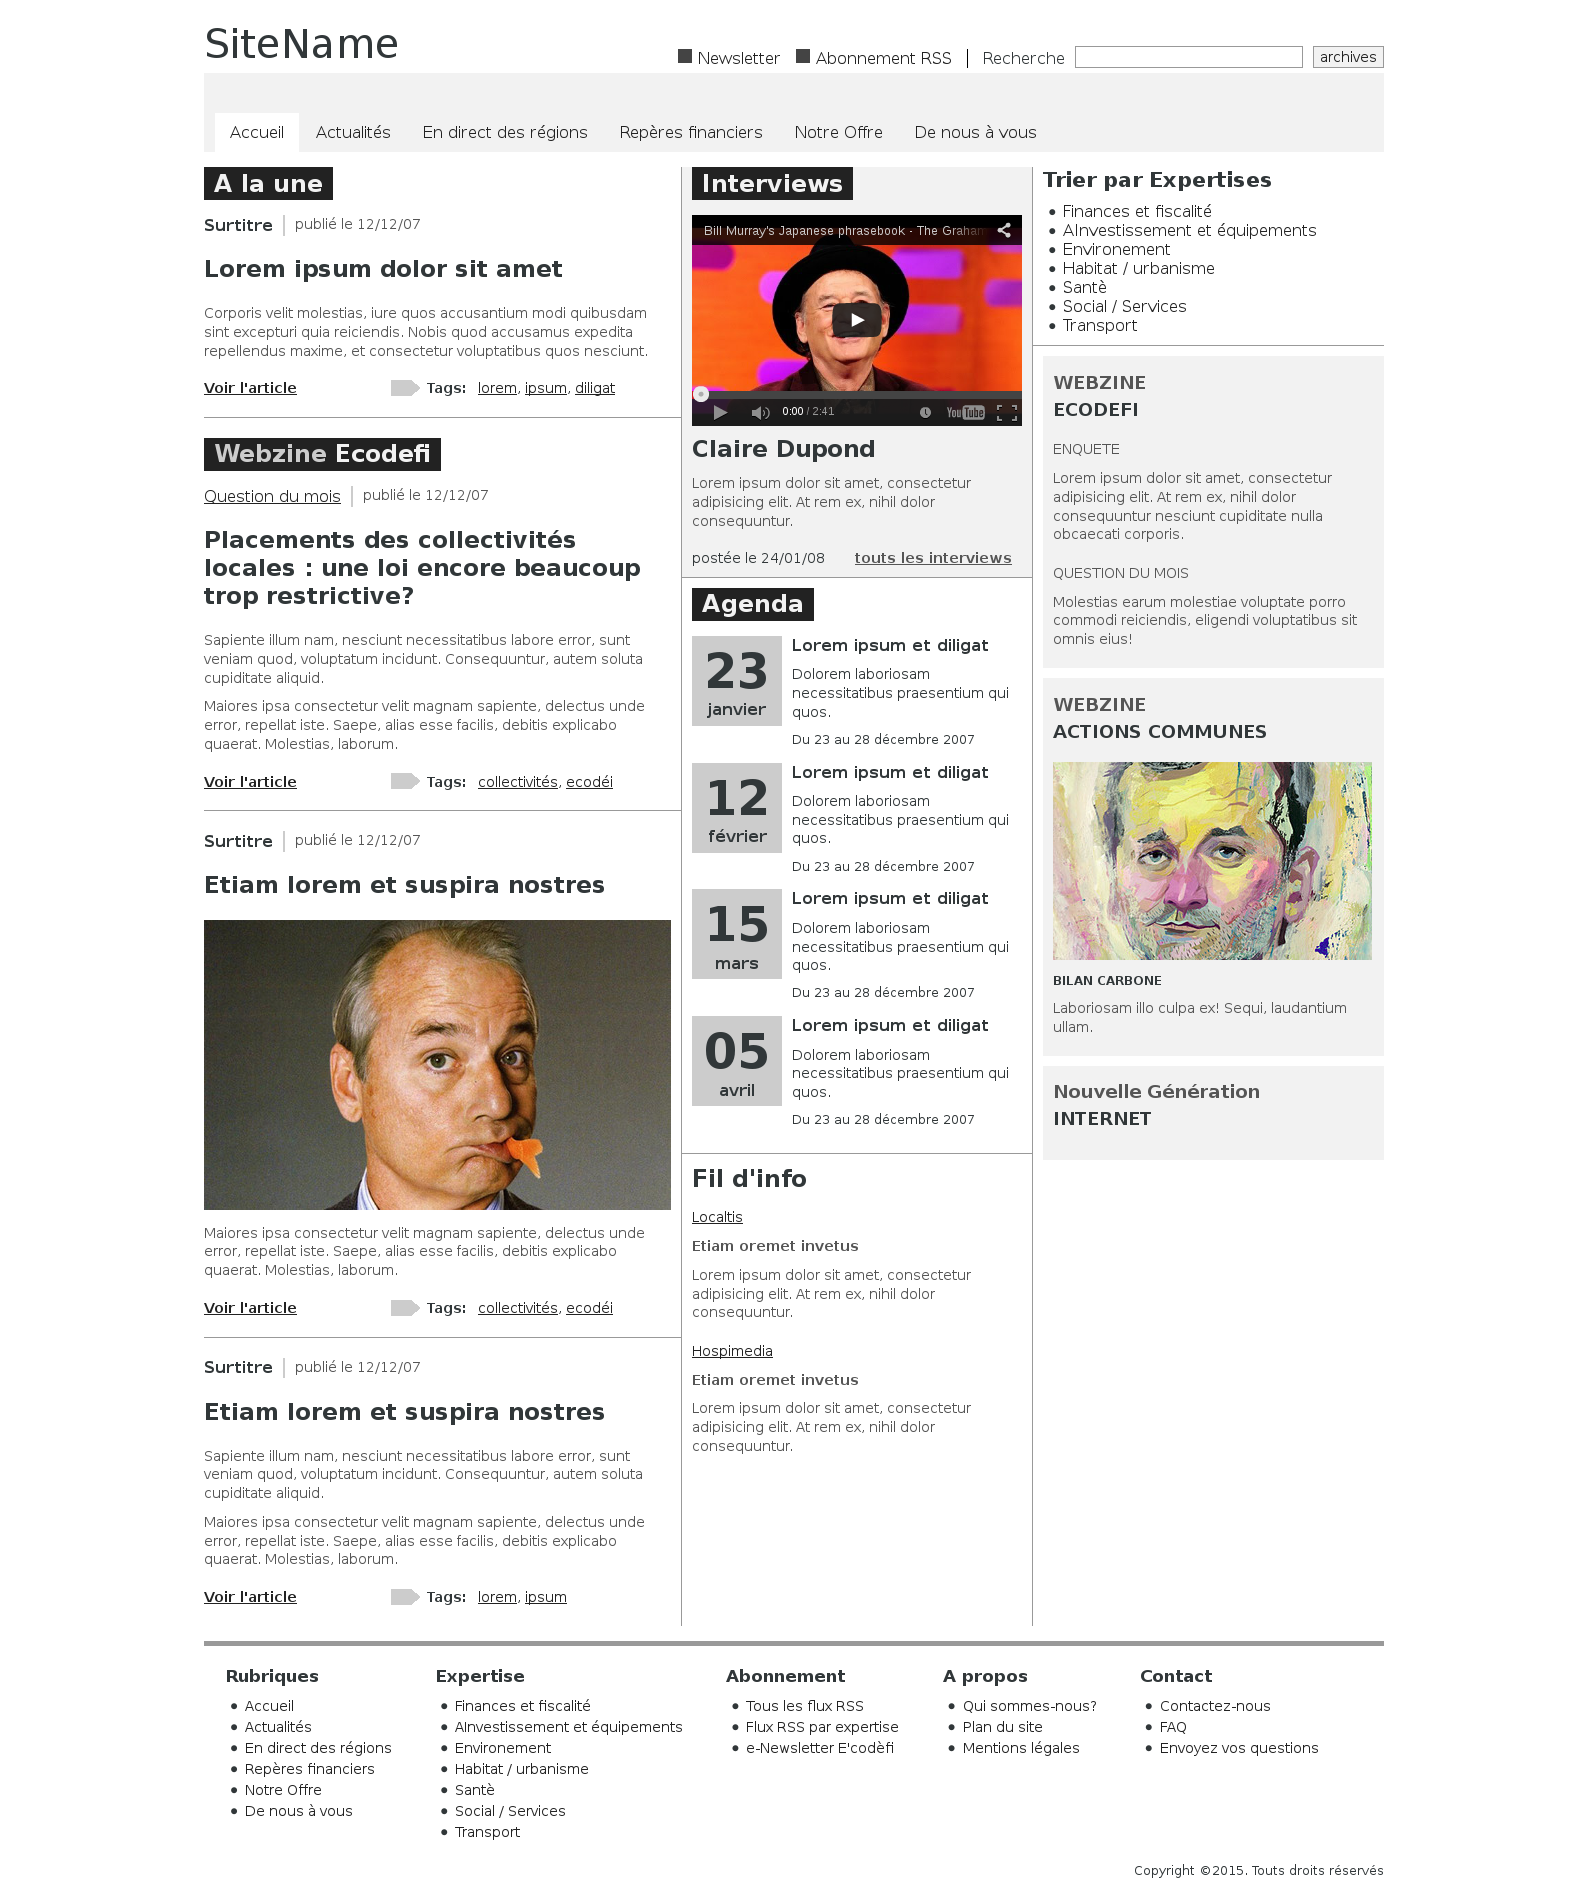 SiteName
Newsletter Abonnement RSS Recherche archives
Accueil Actualités En direct des régions Repères financiers Notre Offre De nous à vous
A la une
Surtitre publié le 12/12/07
Lorem ipsum dolor sit amet
Corporis velit molestias, iure quos accusantium modi quibusdam
sint excepturi quia reiciendis. Nobis quod accusamus expedita
repellendus maxime, et consectetur voluptatibus quos nesciunt.
Voir l'article Tags: lorem, ipsum, diligat
Webzine Ecodefi
Question du mois publié le 12/12/07
Placements des collectivités
locales : une loi encore beaucoup
trop restrictive?
Sapiente illum nam, nesciunt necessitatibus labore error, sunt
veniam quod, voluptatum incidunt. Consequuntur, autem soluta
cupiditate aliquid.
Maiores ipsa consectetur velit magnam sapiente, delectus unde
error, repellat iste. Saepe, alias esse facilis, debitis explicabo
quaerat. Molestias, laborum.
Voir l'article Tags: collectivités, ecodéi
Surtitre publié le 12/12/07
Etiam lorem et suspira nostres
Maiores ipsa consectetur velit magnam sapiente, delectus unde
error, repellat iste. Saepe, alias esse facilis, debitis explicabo
quaerat. Molestias, laborum.
Voir l'article Tags: collectivités, ecodéi
Surtitre publié le 12/12/07
Etiam lorem et suspira nostres
Sapiente illum nam, nesciunt necessitatibus labore error, sunt
veniam quod, voluptatum incidunt. Consequuntur, autem soluta
cupiditate aliquid.
Maiores ipsa consectetur velit magnam sapiente, delectus unde
error, repellat iste. Saepe, alias esse facilis, debitis explicabo
quaerat. Molestias, laborum.
Voir l'article Tags: lorem, ipsum
Interviews
Bill Murray's Japanese phrasebook - The Graham
0:00 / 2:41 YouTube
Claire Dupond
Lorem ipsum dolor sit amet, consectetur
adipisicing elit. At rem ex, nihil dolor
consequuntur.
postée le 24/01/08 touts les interviews
Agenda
23
janvier
Lorem ipsum et diligat
Dolorem laboriosam
necessitatibus praesentium qui
quos.
Du 23 au 28 décembre 2007
12
février
Lorem ipsum et diligat
Dolorem laboriosam
necessitatibus praesentium qui
quos.
Du 23 au 28 décembre 2007
15
mars
Lorem ipsum et diligat
Dolorem laboriosam
necessitatibus praesentium qui
quos.
Du 23 au 28 décembre 2007
05
avril
Lorem ipsum et diligat
Dolorem laboriosam
necessitatibus praesentium qui
quos.
Du 23 au 28 décembre 2007
Fil d'info
Localtis
Etiam oremet invetus
Lorem ipsum dolor sit amet, consectetur
adipisicing elit. At rem ex, nihil dolor
consequuntur.
Hospimedia
Etiam oremet invetus
Lorem ipsum dolor sit amet, consectetur
adipisicing elit. At rem ex, nihil dolor
consequuntur.
Trier par Expertises
Finances et fiscalité
AInvestissement et équipements
Environement
Habitat / urbanisme
Santè
Social / Services
Transport
WEBZINE
ECODEFI
ENQUETE
Lorem ipsum dolor sit amet, consectetur
adipisicing elit. At rem ex, nihil dolor
consequuntur nesciunt cupiditate nulla
obcaecati corporis.
QUESTION DU MOIS
Molestias earum molestiae voluptate porro
commodi reiciendis, eligendi voluptatibus sit
omnis eius!
WEBZINE
ACTIONS COMMUNES
BILAN CARBONE
Laboriosam illo culpa ex! Sequi, laudantium
ullam.
Nouvelle Génération
INTERNET
Rubriques
Accueil
Actualités
En direct des régions
Repères financiers
Notre Offre
De nous à vous
Expertise
Finances et fiscalité
AInvestissement et équipements
Environement
Habitat / urbanisme
Santè
Social / Services
Transport
Abonnement
Tous les flux RSS
Flux RSS par expertise
e-Newsletter E'codèfi
A propos
Qui sommes-nous?
Plan du site
Mentions légales
Contact
Contactez-nous
FAQ
Envoyez vos questions
Copyright ©2015. Touts droits réservés